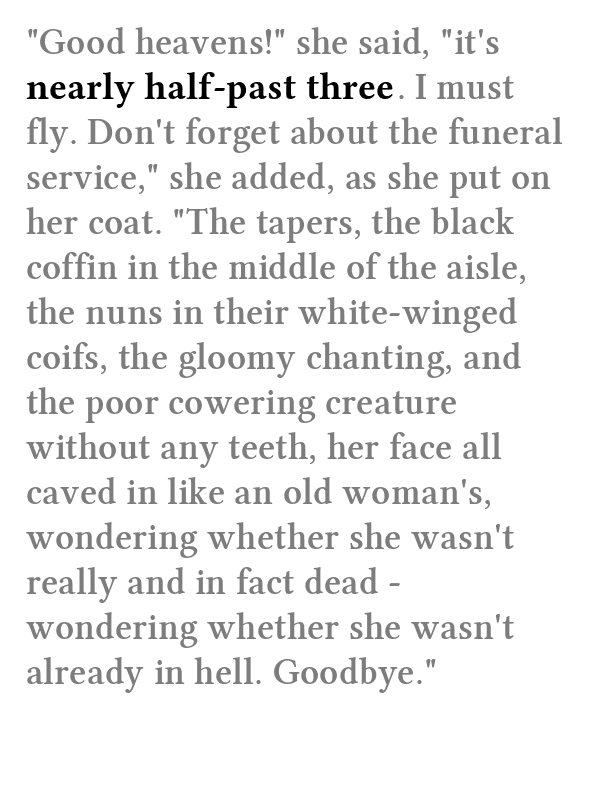 "Good heavens!" she said, "it's
nearly half-past three. I must
fly. Don't forget about the funeral
service," she added, as she put on
her coat. "The tapers, the black
coffin in the middle of the aisle,
the nuns in their white-winged
coifs, the gloomy chanting, and
the poor cowering creature
without any teeth, her face all
caved in like an old woman's,
wondering whether she wasn't
really and in fact dead -
wondering whether she wasn't
already in hell. Goodbye."